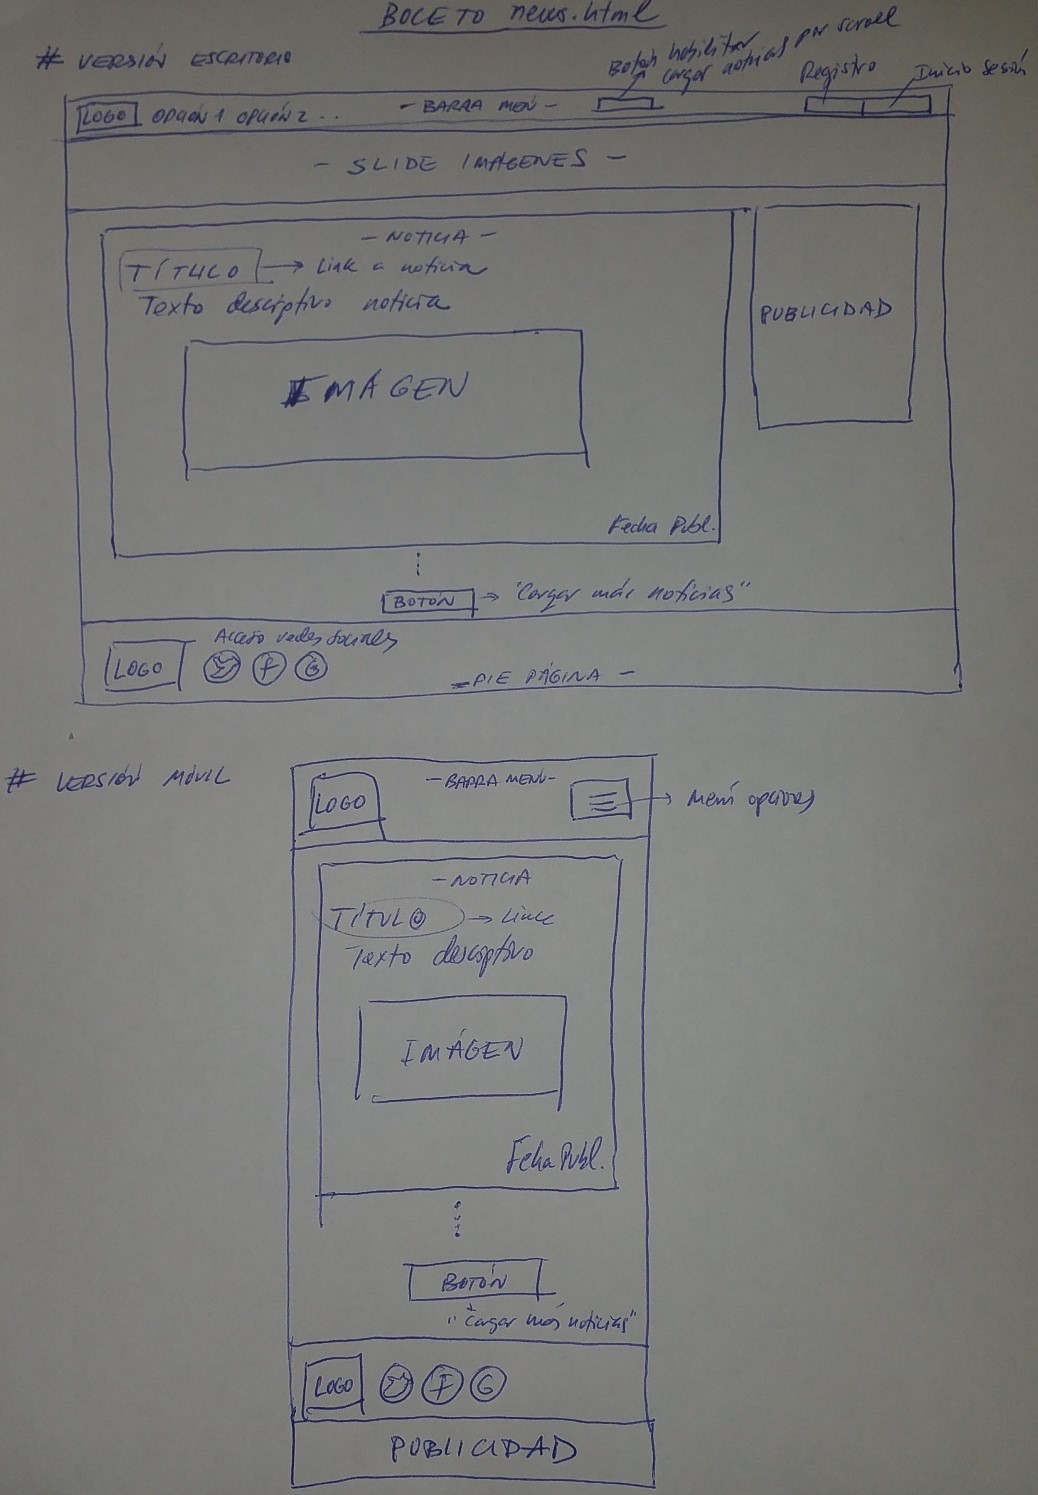 BOCETO news.html
# VERSIÓN ESCRITORIO
Botón habilitar
cargar noticias por scroll
Registro
Inicio sesión
LOGO OPCIÓN 1 OPCIÓN 2 ... - BARRA MENÚ -
- SLIDE IMÁGENES -
- NOTICIA -
TÍTULO → Link a noticia
Texto descriptivo noticia
IMÁGEN
Fecha Publ.
PUBLICIDAD
BOTÓN → "Cargar más noticias"
Acceso redes sociales
LOGO f G
- PIE PÁGINA -
# VERSIÓN MÓVIL
LOGO - BARRA MENÚ - → Menú opciones
- NOTICIA
TÍTULO → Link
Texto descriptivo
IMÁGEN
Fecha Publ.
BOTÓN
"Cargar más noticias"
LOGO f G
PUBLICIDAD